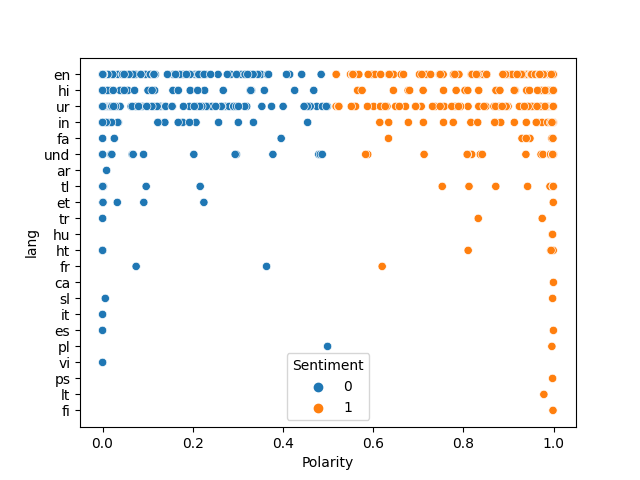 en
hi
ur
in
fa
und
ar
tl
et
tr
hu
ht
fr
ca
sl
it
es
pl
vi
ps
lt
fi
lang
Sentiment
0
1
0.0 0.2 0.4 0.6 0.8 1.0
Polarity